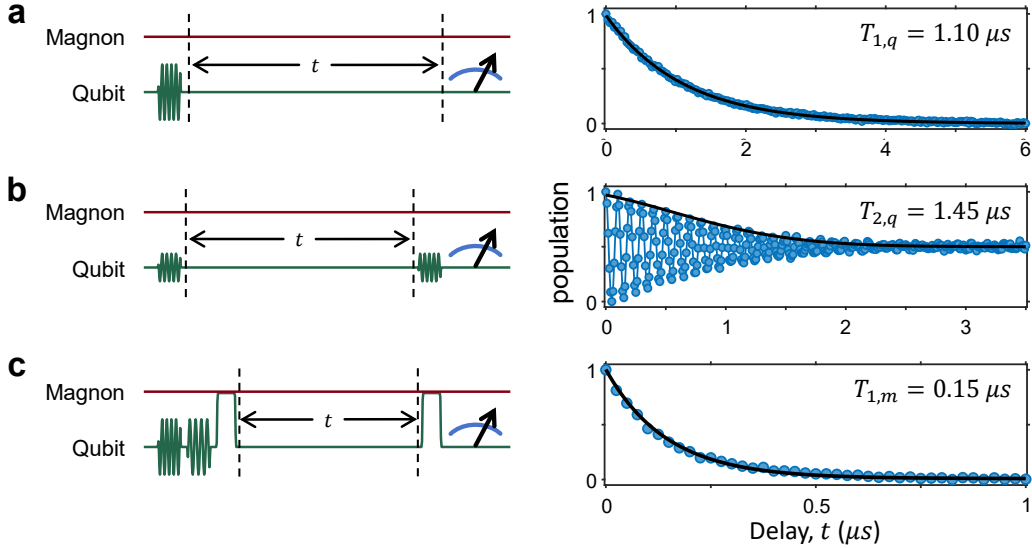 a
Magnon
t
Qubit
1
0
T1,q = 1.10 μs
0 2 4 6
b
Magnon
t
Qubit
population
1
0
T2,q = 1.45 μs
0 1 2 3
c
Magnon
t
Qubit
1
0
T1,m = 0.15 μs
0 0.5 1
Delay, t (μs)